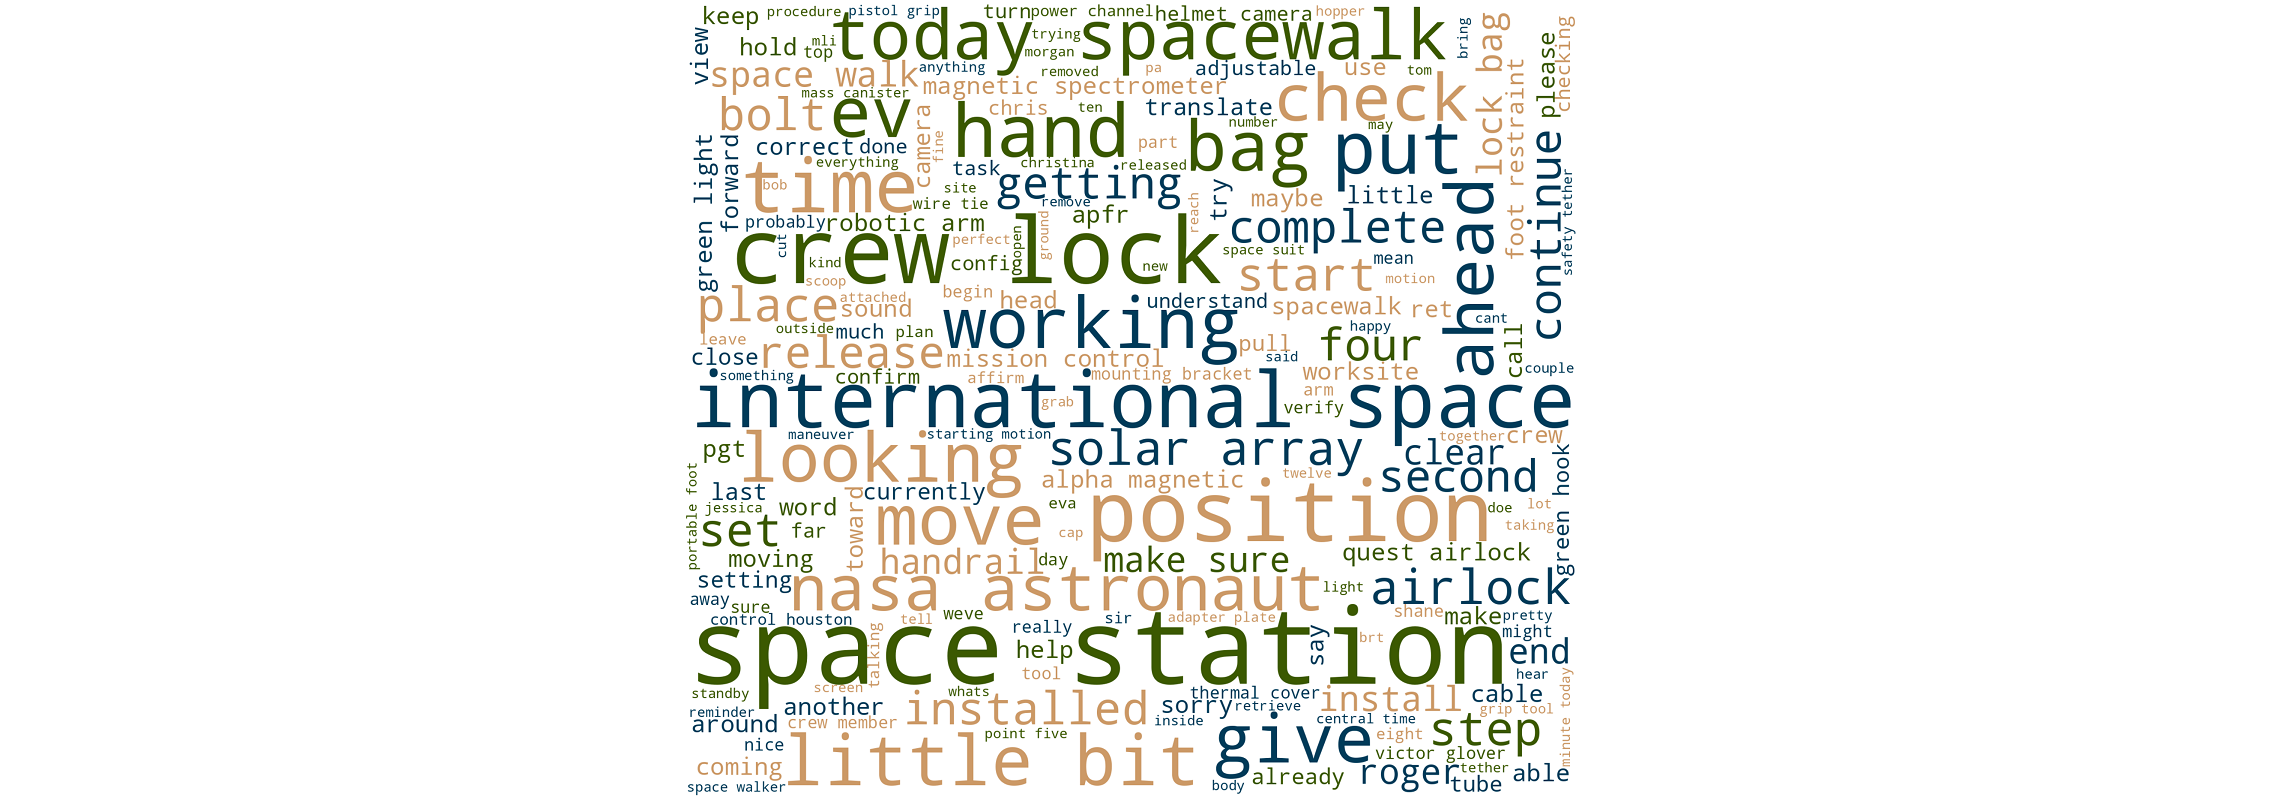 keep procedure pistol grip turn power channel helmet camera hopper
today spacewalk
hold mli top trying morgan bring lock bag
view space walk anything removed pa adjustable use tom please checking
mass canister magnetic spectrometer check
bolt ev camera chris ten translate foot restraint
hand number bag may put
green light forward correct done fine part continue
everything task christina released
time bob site getting try maybe little ahead safety tether
wire tie remove reach
probably robotic arm apfr complete
cut crew lock perfect open ground space suit
kind config go new start mean
scoop motion
place attached begin head understand spacewalk ret
sound outside much plan working happy cant
leave release pull four call
close mission control said couple
something confirm affirm mounting bracket worksite
international space arm
grab verify
maneuver starting motion together crew
pgt looking solar array clear green hook
alpha magnetic twelve second
last currently
portable foot jessica word toward eva position doe lot
set far move cap taking
moving handrail day make sure quest airlock
setting nasa astronaut light airlock
away sure
control houston tell weve sir adapter plate shane make pretty
talking really say might
space station brt
help end
tool hear
standby screen whats thermal cover install cable minute today
reminder another installed sorry retrieve grip tool
around crew member inside central time
nice point five give eight step
coming little bit victor glover
already roger tether able
space walker body tube